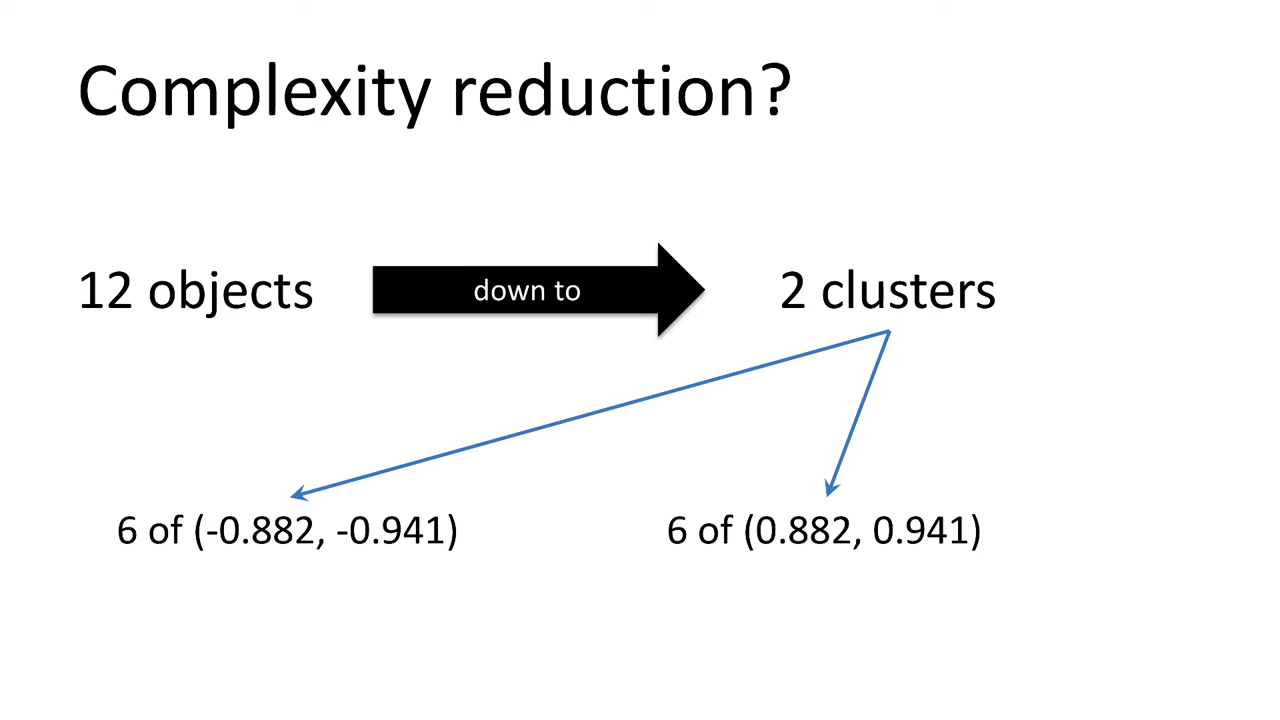 Complexity reduction?
12 objects
down to
2 clusters
6 of (-0.882, -0.941)
6 of (0.882, 0.941)